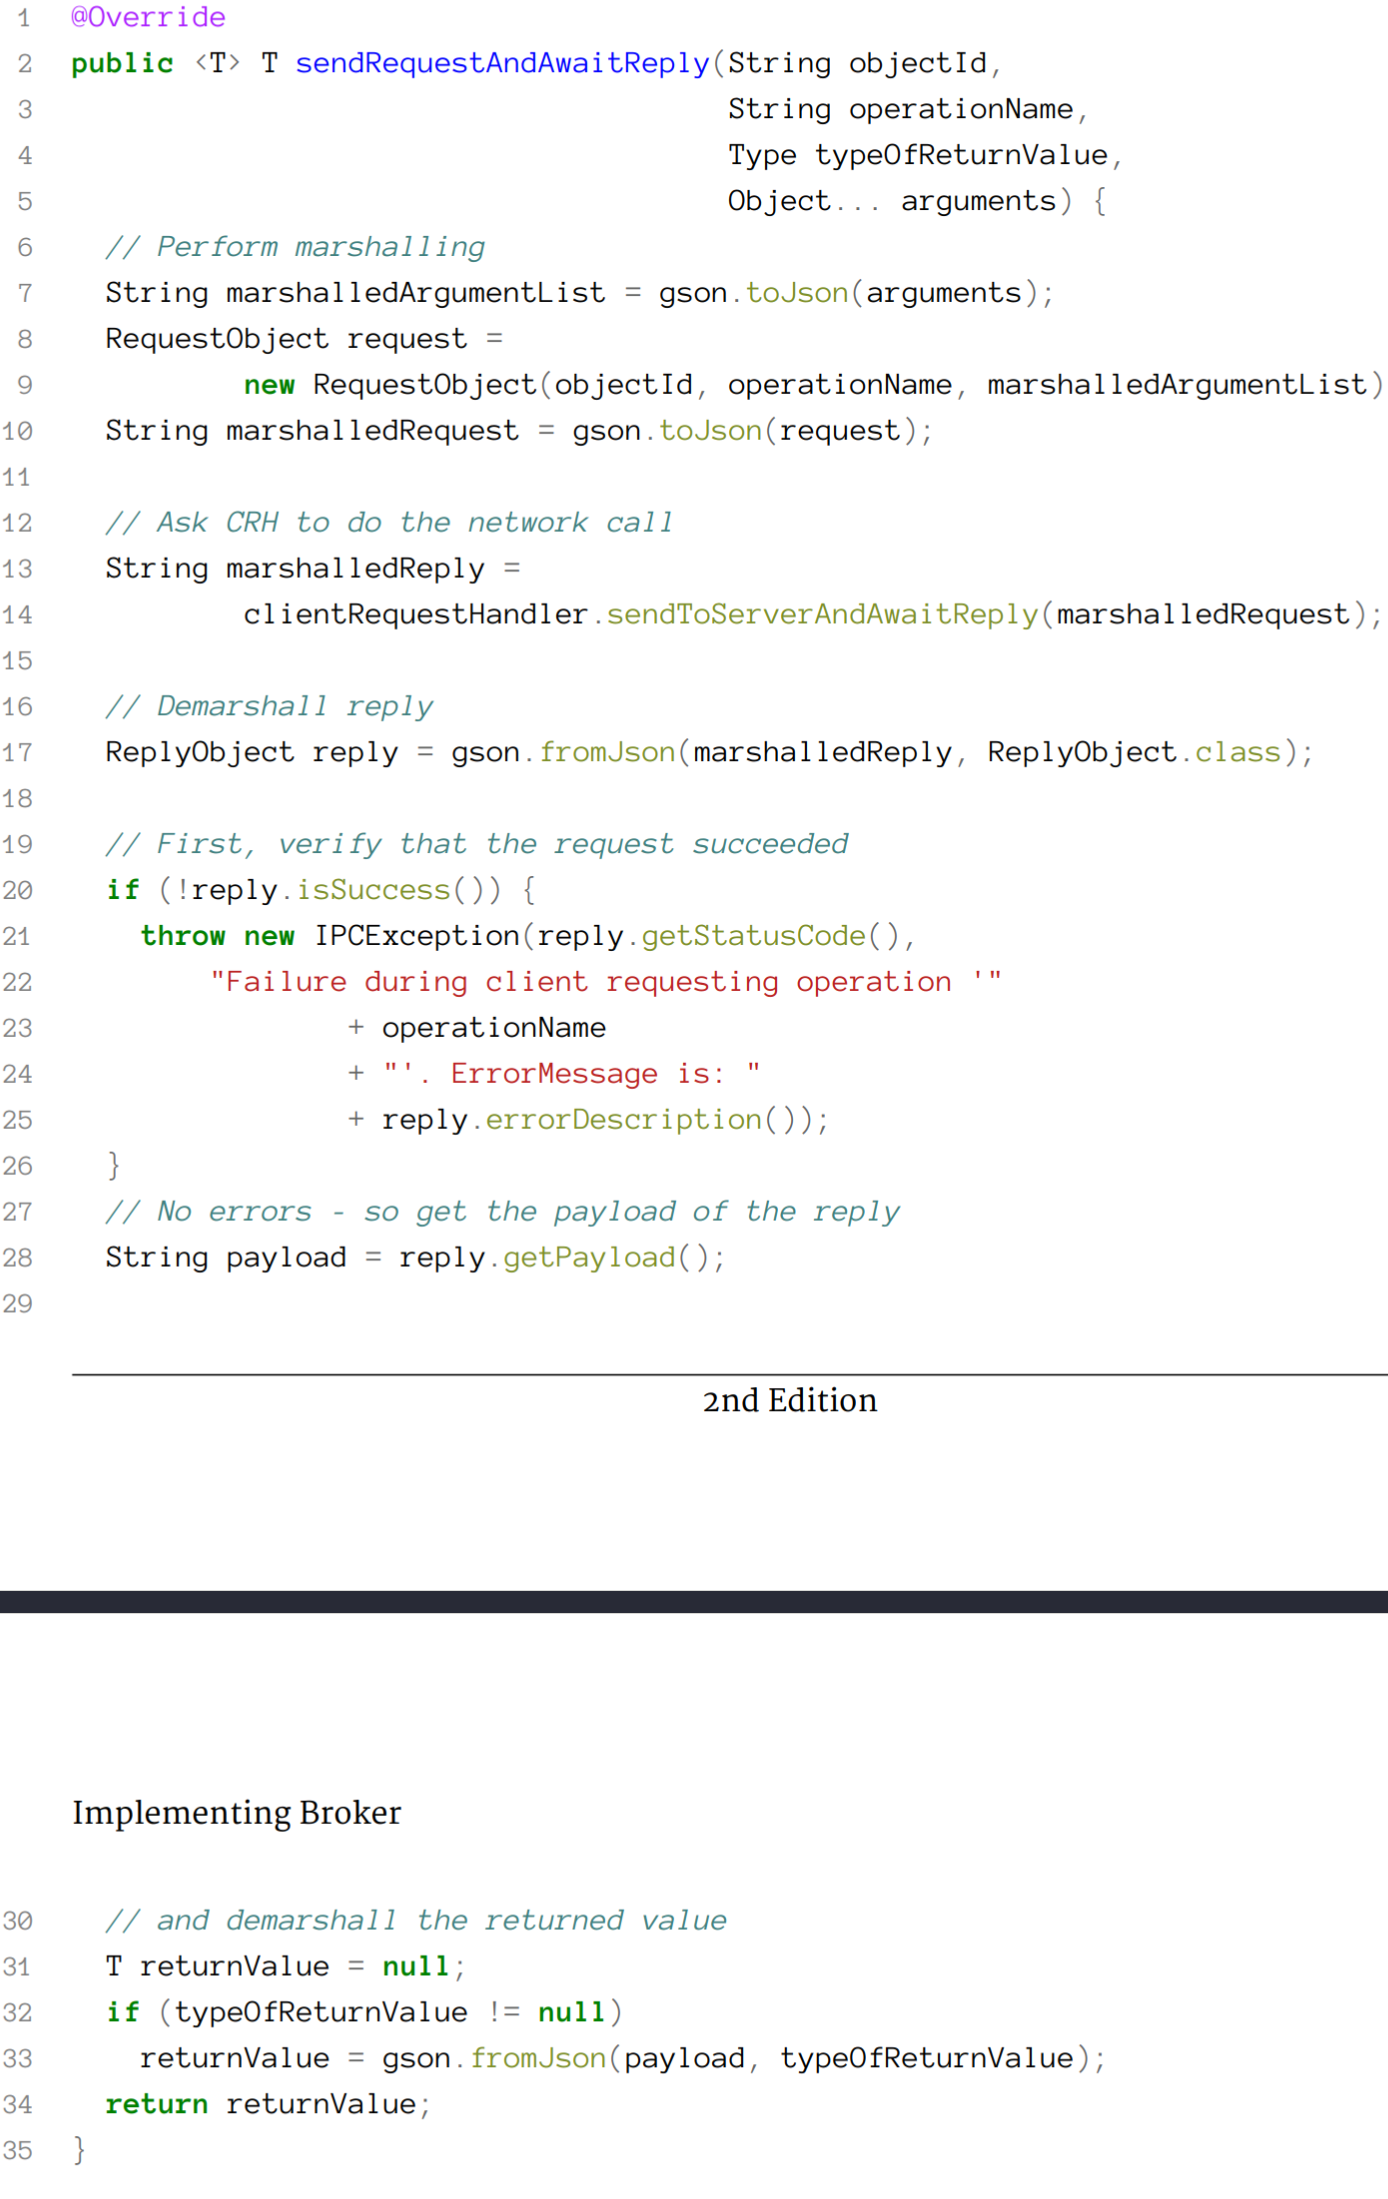 1 @Override
2 public <T> T sendRequestAndAwaitReply(String objectId,
3 String operationName,
4 Type typeOfReturnValue,
5 Object... arguments) {
6 // Perform marshalling
7 String marshalledArgumentList = gson.toJson(arguments);
8 RequestObject request =
9 new RequestObject(objectId, operationName, marshalledArgumentList)
10 String marshalledRequest = gson.toJson(request);
11
12 // Ask CRH to do the network call
13 String marshalledReply =
14 clientRequestHandler.sendToServerAndAwaitReply(marshalledRequest);
15
16 // Demarshall reply
17 ReplyObject reply = gson.fromJson(marshalledReply, ReplyObject.class);
18
19 // First, verify that the request succeeded
20 if (!reply.isSuccess()) {
21 throw new IPCException(reply.getStatusCode(),
22 "Failure during client requesting operation '"
23 + operationName
24 + "'. ErrorMessage is: "
25 + reply.errorDescription());
26 }
27 // No errors - so get the payload of the reply
28 String payload = reply.getPayload();
29
2nd Edition
Implementing Broker
30 // and demarshall the returned value
31 T returnValue = null;
32 if (typeOfReturnValue != null)
33 returnValue = gson.fromJson(payload, typeOfReturnValue);
34 return returnValue;
35 }